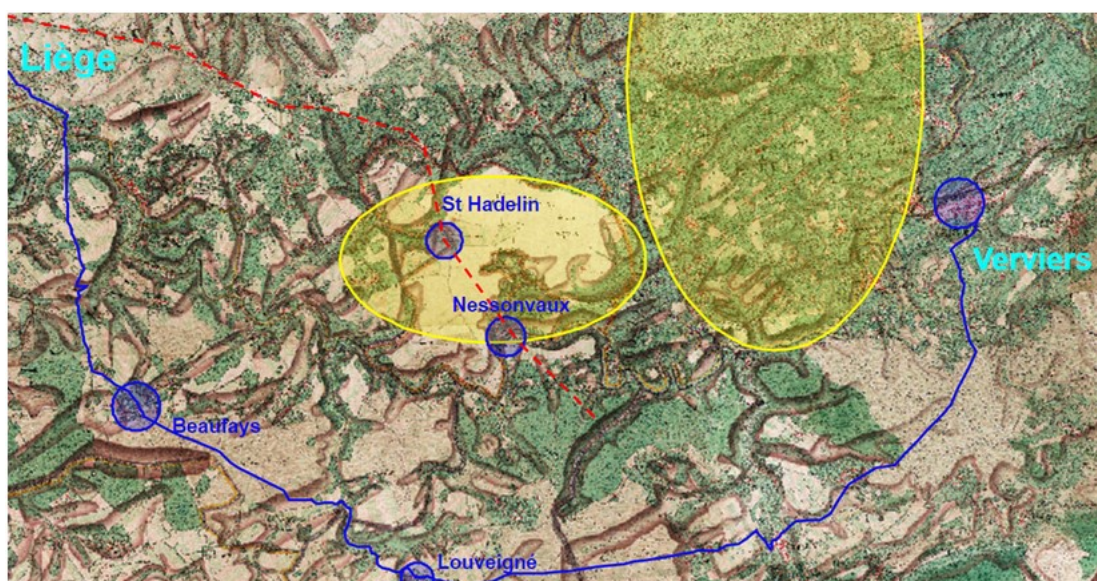 Liège
St Hadelin
Verviers
Nessonvaux
Beaufays
Louveigné